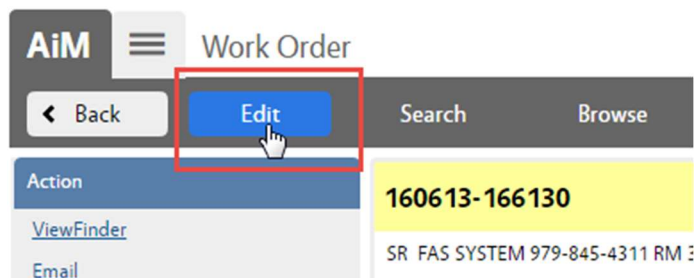 AiM Work Order
Back Edit Search Browse
Action
160613-166130
ViewFinder
SR FAS SYSTEM 979-845-4311 RM
Email